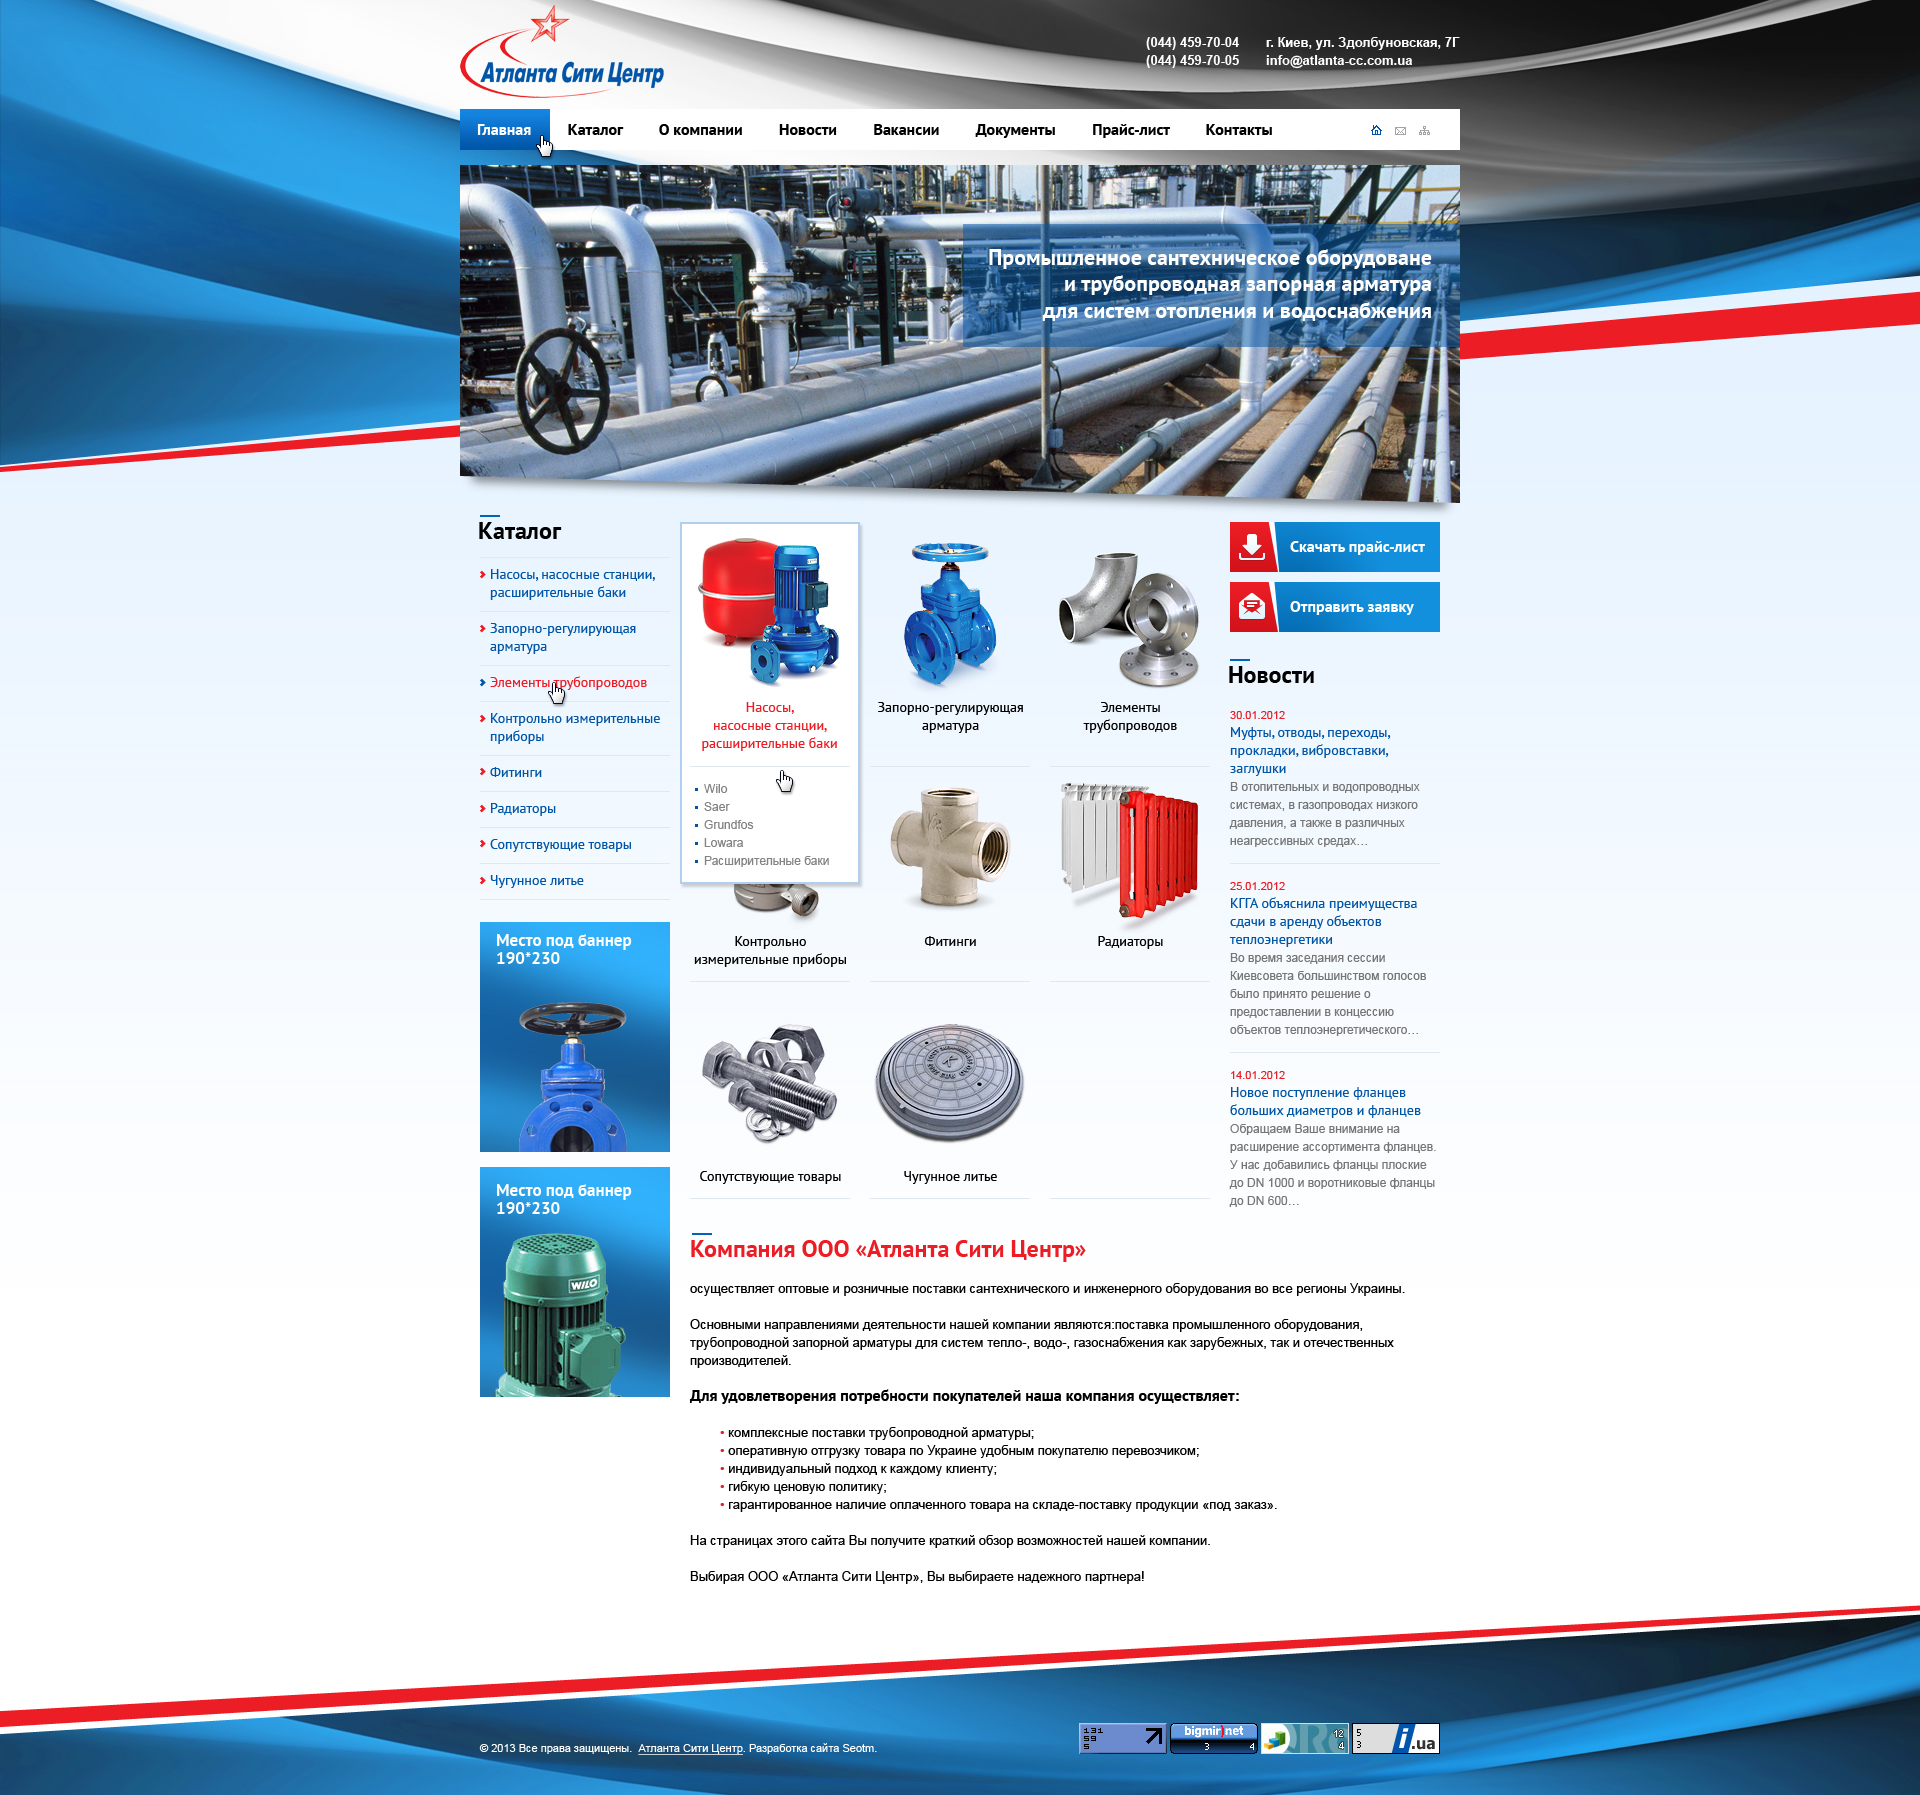 Атланта Сити Центр
(044) 459-70-04
(044) 459-70-05
г. Киев, ул. Здолбуновская, 7Г
info@atlanta-cc.com.ua
Главная
Каталог
О компании
Новости
Вакансии
Документы
Прайс-лист
Контакты
Промышленное сантехническое оборудоване
и трубопроводная запорная арматура
для систем отопления и водоснабжения
Каталог
Насосы, насосные станции,
расширительные баки
Запорно-регулирующая
арматура
Элементы трубопроводов
Контрольно измерительные
приборы
Фитинги
Радиаторы
Сопутствующие товары
Чугунное литье
Место под баннер
190*230
Место под баннер
190*230
WILO
Насосы,
насосные станции,
расширительные баки
Wilo
Saer
Grundfos
Lowara
Расширительные баки
Запорно-регулирующая
арматура
Элементы
трубопроводов
Контрольно
измерительные приборы
Фитинги
Радиаторы
Сопутствующие товары
Чугунное литье
Скачать прайс-лист
Отправить заявку
Новости
30.01.2012
Муфты, отводы, переходы,
прокладки, вибровставки,
заглушки
В отопительных и водопроводных
системах, в газопроводах низкого
давления, а также в различных
неагрессивных средах…
25.01.2012
КГГА объяснила преимущества
сдачи в аренду объектов
теплоэнергетики
Во время заседания сессии
Киевсовета большинством голосов
было принято решение о
предоставлении в концессию
объектов теплоэнергетического…
14.01.2012
Новое поступление фланцев
больших диаметров и фланцев
Обращаем Ваше внимание на
расширение ассортимента фланцев.
У нас добавились фланцы плоские
до DN 1000 и воротниковые фланцы
до DN 600…
Компания ООО «Атланта Сити Центр»
осуществляет оптовые и розничные поставки сантехнического и инженерного оборудования во все регионы Украины.
Основными направлениями деятельности нашей компании являются:поставка промышленного оборудования,
трубопроводной запорной арматуры для систем тепло-, водо-, газоснабжения как зарубежных, так и отечественных
производителей.
Для удовлетворения потребности покупателей наша компания осуществляет:
• комплексные поставки трубопроводной арматуры;
• оперативную отгрузку товара по Украине удобным покупателю перевозчиком;
• индивидуальный подход к каждому клиенту;
• гибкую ценовую политику;
• гарантированное наличие оплаченного товара на складе-поставку продукции «под заказ».
На страницах этого сайта Вы получите краткий обзор возможностей нашей компании.
Выбирая ООО «Атланта Сити Центр», Вы выбираете надежного партнера!
© 2013 Все права защищены. Атланта Сити Центр. Разработка сайта Seotm.
131
59
5
bigmir)net
3 4
12
4
5
3
i.ua